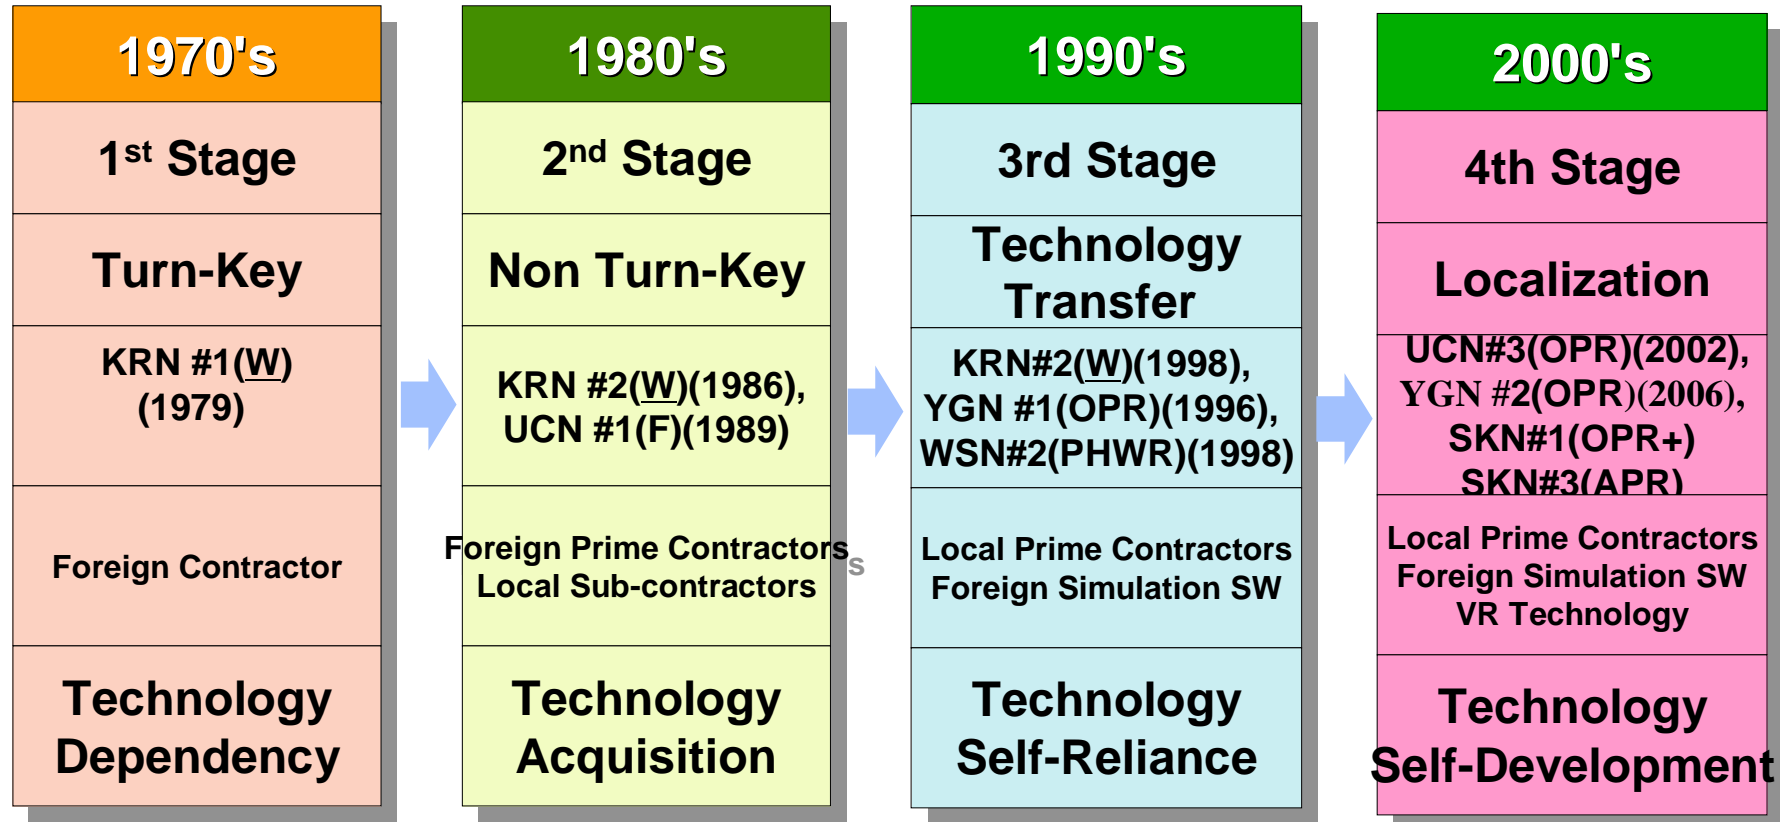 1970's
1st Stage
Turn-Key
KRN #1(W)
(1979)
Foreign Contractor
Technology
Dependency
1980's
2nd Stage
Non Turn-Key
KRN #2(W)(1986),
UCN #1(F)(1989)
Foreign Prime Contractors
Local Sub-contractors
Technology
Acquisition
1990's
3rd Stage
Technology
Transfer
KRN#2(W)(1998),
YGN #1(OPR)(1996),
WSN#2(PHWR)(1998)
Local Prime Contractors
Foreign Simulation SW
Technology
Self-Reliance
2000's
4th Stage
Localization
UCN#3(OPR)(2002),
YGN #2(OPR)(2006),
SKN#1(OPR+)
SKN#3(APR)
Local Prime Contractors
Foreign Simulation SW
VR Technology
Technology
Self-Development